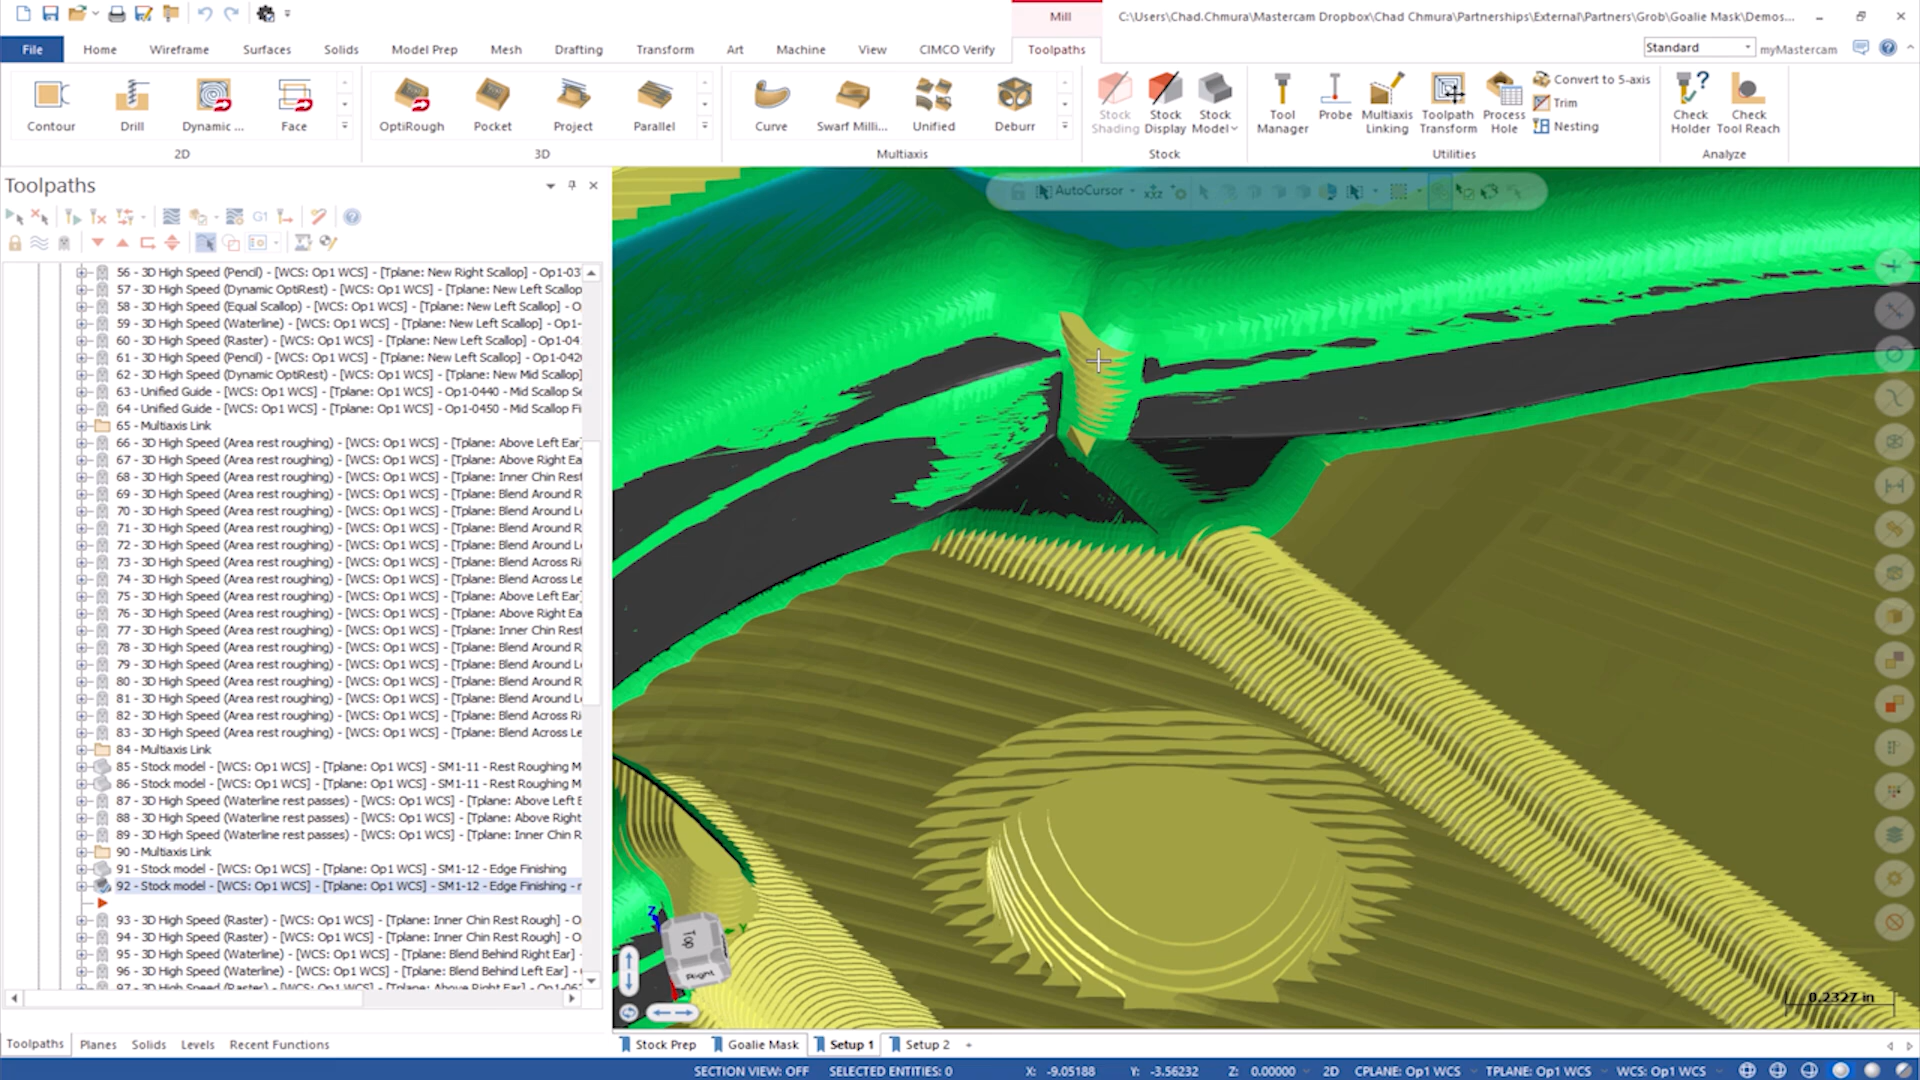 Mill
C:\Users\Chad.Chmura\Mastercam Dropbox\Chad Chmura\Partnerships\External\Partners\Grob\Goalie Mask\Demos...
File
Home
Wireframe
Surfaces
Solids
Model Prep
Mesh
Drafting
Transform
Art
Machine
View
CIMCO Verify
Toolpaths
Standard
myMastercam
Contour
Drill
Dynamic ...
Face
2D
OptiRough
Pocket
Project
Parallel
3D
Curve
Swarf Milli...
Unified
Deburr
Multiaxis
Stock Shading
Stock Display
Stock Model
Stock
Tool Manager
Probe
Multiaxis Linking
Toolpath Transform
Process Hole
Convert to 5-axis
Trim
Nesting
Utilities
Check Holder
Check Tool Reach
Analyze
Toolpaths
G1
AutoCursor
56 - 3D High Speed (Pencil) - [WCS: Op1 WCS] - [Tplane: New Right Scallop] - Op1-03
57 - 3D High Speed (Dynamic OptiRest) - [WCS: Op1 WCS] - [Tplane: New Left Scallop
58 - 3D High Speed (Equal Scallop) - [WCS: Op1 WCS] - [Tplane: New Left Scallop] - O
59 - 3D High Speed (Waterline) - [WCS: Op1 WCS] - [Tplane: New Left Scallop] - Op1-
60 - 3D High Speed (Raster) - [WCS: Op1 WCS] - [Tplane: New Left Scallop] - Op1-04
61 - 3D High Speed (Pencil) - [WCS: Op1 WCS] - [Tplane: New Left Scallop] - Op1-042
62 - 3D High Speed (Dynamic OptiRest) - [WCS: Op1 WCS] - [Tplane: New Mid Scallop]
63 - Unified Guide - [WCS: Op1 WCS] - [Tplane: Op1 WCS] - Op1-0440 - Mid Scallop Se
64 - Unified Guide - [WCS: Op1 WCS] - [Tplane: Op1 WCS] - Op1-0450 - Mid Scallop Fi
65 - Multiaxis Link
66 - 3D High Speed (Area rest roughing) - [WCS: Op1 WCS] - [Tplane: Above Left Ear]
67 - 3D High Speed (Area rest roughing) - [WCS: Op1 WCS] - [Tplane: Above Right Ea
68 - 3D High Speed (Area rest roughing) - [WCS: Op1 WCS] - [Tplane: Inner Chin Rest
69 - 3D High Speed (Area rest roughing) - [WCS: Op1 WCS] - [Tplane: Blend Around R
70 - 3D High Speed (Area rest roughing) - [WCS: Op1 WCS] - [Tplane: Blend Around L
71 - 3D High Speed (Area rest roughing) - [WCS: Op1 WCS] - [Tplane: Blend Around R
72 - 3D High Speed (Area rest roughing) - [WCS: Op1 WCS] - [Tplane: Blend Around L
73 - 3D High Speed (Area rest roughing) - [WCS: Op1 WCS] - [Tplane: Blend Across Ri
74 - 3D High Speed (Area rest roughing) - [WCS: Op1 WCS] - [Tplane: Blend Across Le
75 - 3D High Speed (Area rest roughing) - [WCS: Op1 WCS] - [Tplane: Above Left Ear]
76 - 3D High Speed (Area rest roughing) - [WCS: Op1 WCS] - [Tplane: Above Right Ea
77 - 3D High Speed (Area rest roughing) - [WCS: Op1 WCS] - [Tplane: Inner Chin Rest
78 - 3D High Speed (Area rest roughing) - [WCS: Op1 WCS] - [Tplane: Blend Around R
79 - 3D High Speed (Area rest roughing) - [WCS: Op1 WCS] - [Tplane: Blend Around L
80 - 3D High Speed (Area rest roughing) - [WCS: Op1 WCS] - [Tplane: Blend Around R
81 - 3D High Speed (Area rest roughing) - [WCS: Op1 WCS] - [Tplane: Blend Around L
82 - 3D High Speed (Area rest roughing) - [WCS: Op1 WCS] - [Tplane: Blend Across Ri
83 - 3D High Speed (Area rest roughing) - [WCS: Op1 WCS] - [Tplane: Blend Across Le
84 - Multiaxis Link
85 - Stock model - [WCS: Op1 WCS] - [Tplane: Op1 WCS] - SM1-11 - Rest Roughing M
86 - Stock model - [WCS: Op1 WCS] - [Tplane: Op1 WCS] - SM1-11 - Rest Roughing M
87 - 3D High Speed (Waterline rest passes) - [WCS: Op1 WCS] - [Tplane: Above Left E
88 - 3D High Speed (Waterline rest passes) - [WCS: Op1 WCS] - [Tplane: Above Right
89 - 3D High Speed (Waterline rest passes) - [WCS: Op1 WCS] - [Tplane: Inner Chin R
90 - Multiaxis Link
91 - Stock model - [WCS: Op1 WCS] - [Tplane: Op1 WCS] - SM1-12 - Edge Finishing
92 - Stock model - [WCS: Op1 WCS] - [Tplane: Op1 WCS] - SM1-12 - Edge Finishing - r
93 - 3D High Speed (Raster) - [WCS: Op1 WCS] - [Tplane: Inner Chin Rest Rough] - O
94 - 3D High Speed (Raster) - [WCS: Op1 WCS] - [Tplane: Inner Chin Rest Rough] - O
95 - 3D High Speed (Waterline) - [WCS: Op1 WCS] - [Tplane: Blend Behind Right Ear] -
96 - 3D High Speed (Waterline) - [WCS: Op1 WCS] - [Tplane: Blend Behind Left Ear] -
97 - 3D High Speed (Raster) - [WCS: Op1 WCS] - [Tplane: Above Right Ear] - Op1-06
Z
Y
Top
Right
0.2327 in
Toolpaths
Planes
Solids
Levels
Recent Functions
Stock Prep
Goalie Mask
Setup 1
Setup 2
+
SECTION VIEW: OFF
SELECTED ENTITIES: 0
X: -9.05188
Y: -3.56232
Z: 0.00000
2D
CPLANE: Op1 WCS
TPLANE: Op1 WCS
WCS: Op1 WCS